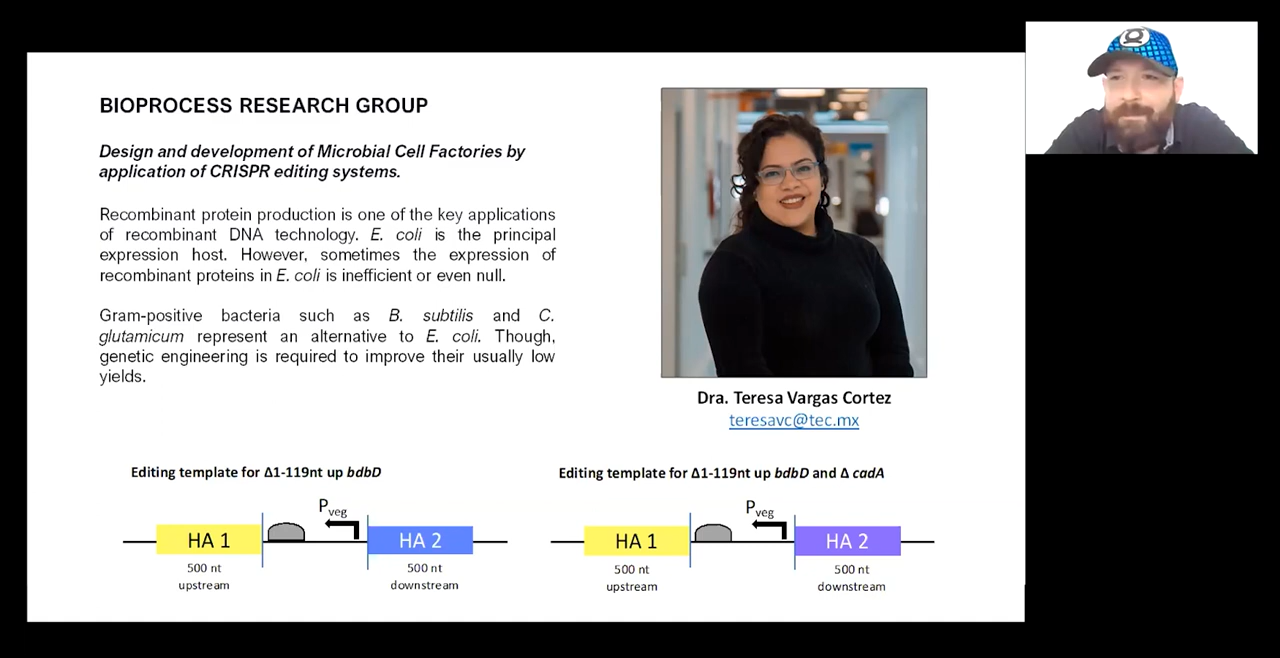 BIOPROCESS RESEARCH GROUP
Design and development of Microbial Cell Factories by
application of CRISPR editing systems.
Recombinant protein production is one of the key applications
of recombinant DNA technology. E. coli is the principal
expression host. However, sometimes the expression of
recombinant proteins in E. coli is inefficient or even null.
Gram-positive bacteria such as B. subtilis and C.
glutamicum represent an alternative to E. coli. Though,
genetic engineering is required to improve their usually low
yields.
Dra. Teresa Vargas Cortez
teresavc@tec.mx
Editing template for Δ1-119nt up bdbD
Pveg
HA 1
HA 2
500 nt
upstream
500 nt
downstream
Editing template for Δ1-119nt up bdbD and Δ cadA
Pveg
HA 1
HA 2
500 nt
upstream
500 nt
downstream